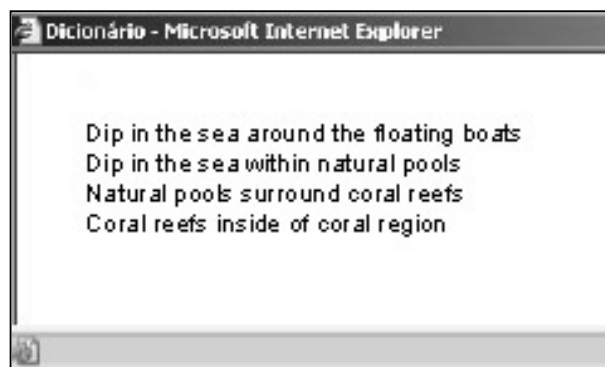 Dicionário - Microsoft Internet Explorer
Dip in the sea around the floating boats
Dip in the sea within natural pools
Natural pools surround coral reefs
Coral reefs inside of coral region